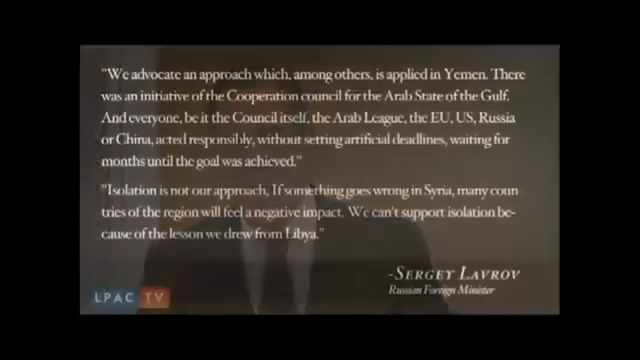 "We advocate an approach which, among others, is applied in Yemen. There
was an initiative of the Cooperation council for the Arab State of the Gulf.
And everyone, be it the Council itself, the Arab League, the EU, US, Russia
or China, acted responsibly, without setting artificial deadlines, waiting for
months until the goal was achieved."
"Isolation is not our approach, If something goes wrong in Syria, many coun-
tries of the region will feel a negative impact. We can't support isolation be-
cause of the lesson we drew from Libya."
-SERGEY LAVROV
Russian Foreign Minister
LPAC TV